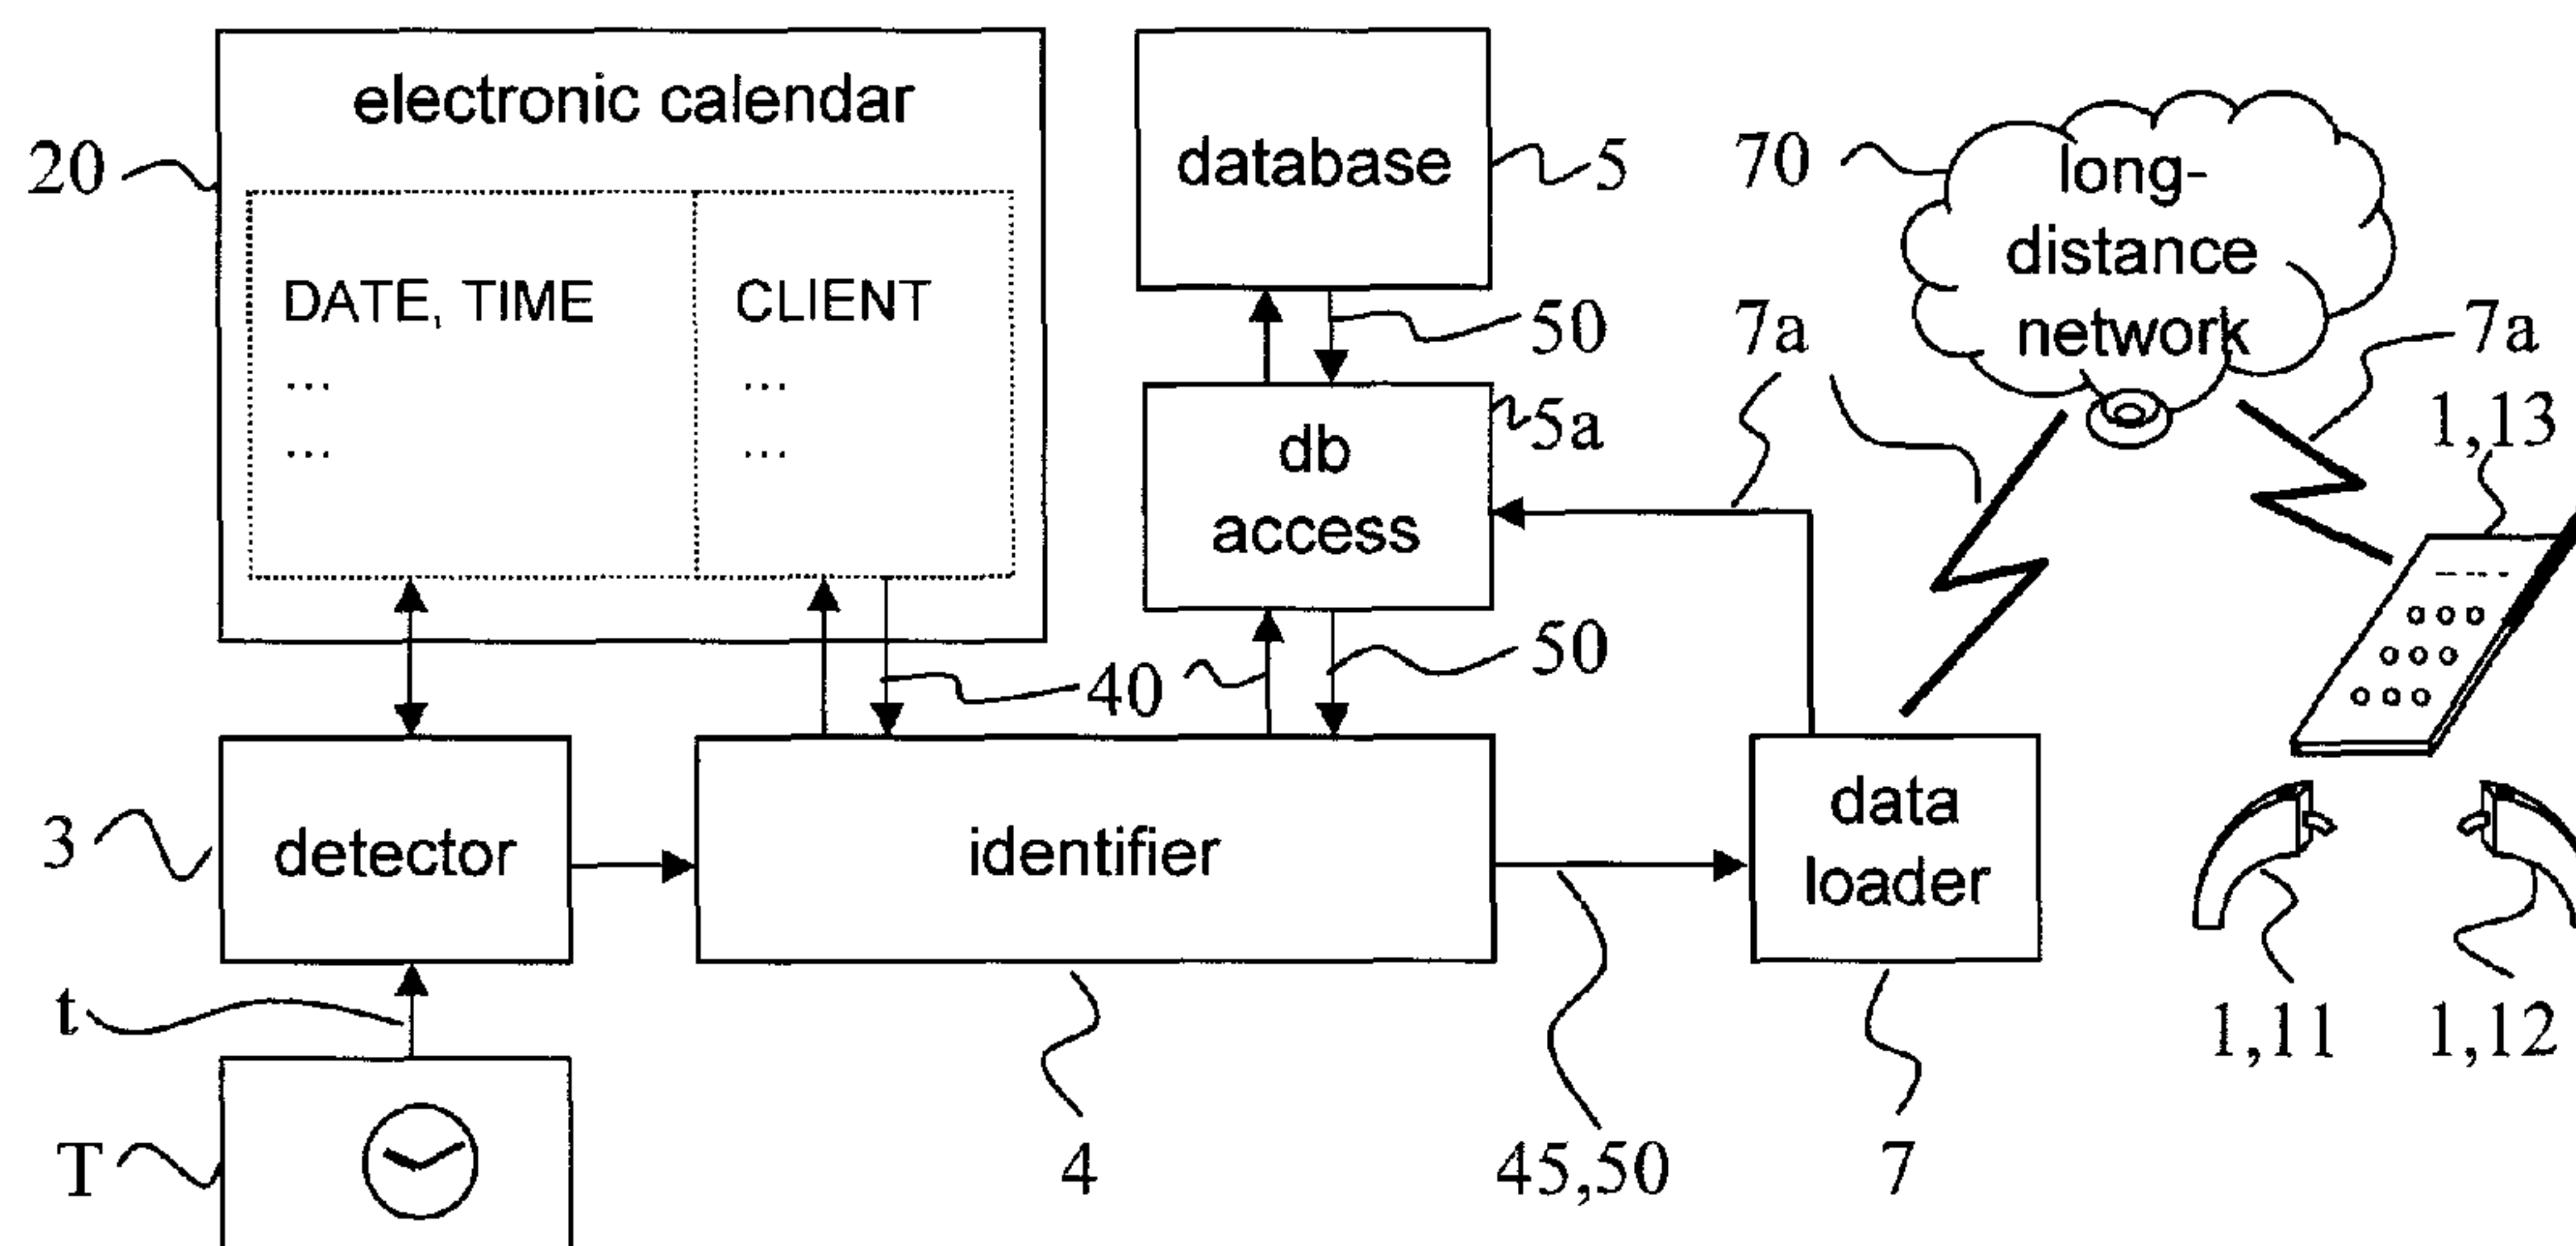 electronic calendar
20
DATE, TIME
CLIENT
...
...
...
...
database
5
50
db
access
5a
7a
70
long-
distance
network
7a
1,13
40
50
3
detector
identifier
data
loader
t
T
4
45,50
7
1,11
1,12